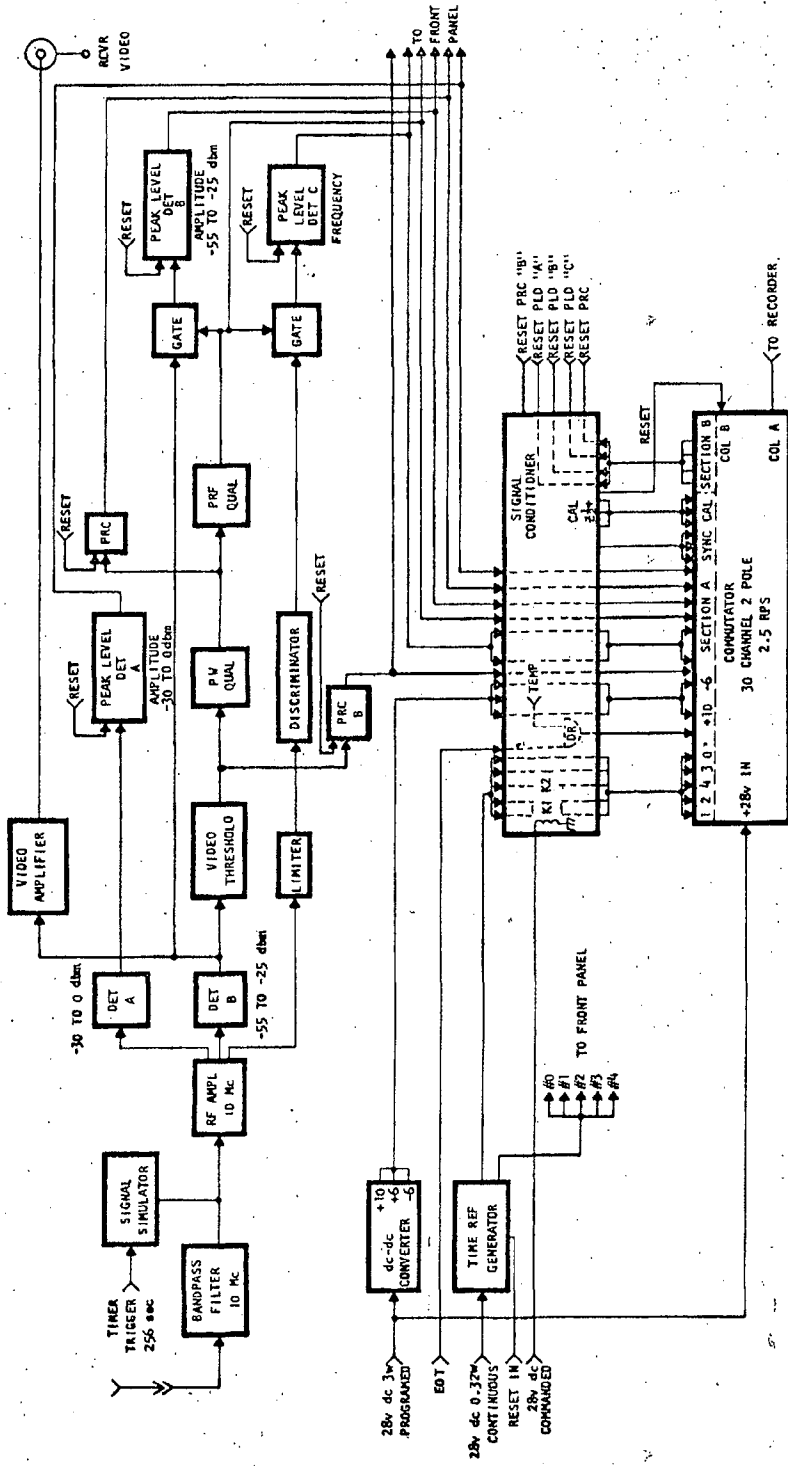 RCVR
VIDEO
TO
FRONT
PANEL
VIDEO
AMPLIFIER
RESET
PEAK LEVEL
DET
A
AMPLITUDE
-30 TO 0dbm
RESET
PRC
RESET
PEAK LEVEL
DET
B
AMPLITUDE
-55 TO -25 dbm
RESET
PEAK
LEVEL
DET C
FREQUENCY
GATE
GATE
-30 TO 0 dbm
DET
A
DET
B
-55 TO -25 dbm
VIDEO
THRESHOLD
PW
QUAL
PRF
QUAL
LIMITER
DISCRIMINATOR
RESET
PRC
B
TIMER
TRIGGER
256 sec
SIGNAL
SIMULATOR
BANDPASS
FILTER
10 Mc
RF AMPL
10 Mc
28v dc 3w
PROGRAMED
EOT
28v dc 0.32w
CONTINUOUS
RESET IN
28v dc
COMMANDED
dc-dc
CONVERTER
+10
+6
-6
TIME REF
GENERATOR
#0
#1
#2
#3
#4
TO FRONT PANEL
K1 K2
TEMP
SIGNAL
CONDITIONER
CAL
RESET PRC "B"
RESET PLD "A"
RESET PLD "B"
RESET PLD "C"
RESET PRC
RESET
1 2 4 3 0 +10 -6 SECTION A SYNC CAL SECTION B
+28v IN
COMMUTATOR
30 CHANNEL 2 POLE
2.5 RPS
COL B
COL A
TO RECORDER